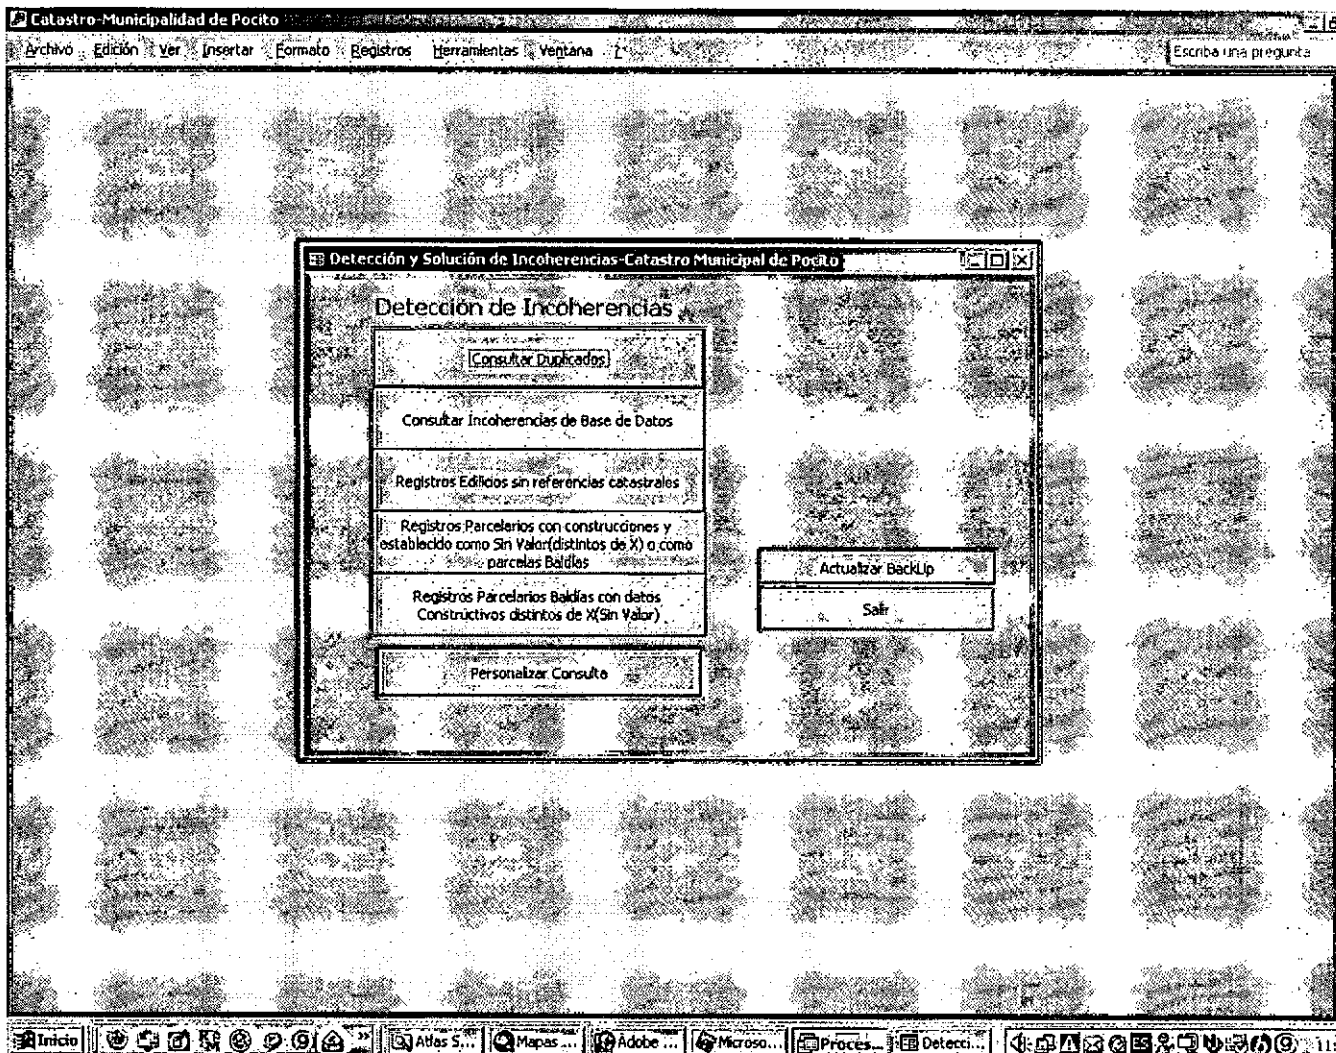 Catastro-Municipalidad de Pocito
Archivo Edición Ver Insertar Formato Registros Herramientas Ventana ?
Escriba una pregunta
Detección y Solución de Incoherencias-Catastro Municipal de Pocito
Detección de Incoherencias
Consultar Duplicados
Consultar Incoherencias de Base de Datos
Registros Edilicios sin referencias catastrales
Registros Parcelarios con construcciones y
establecido como Sin Valor(distintos de X) o como
parcelas Baldías
Registros Parcelarios Baldías con datos
Constructivos distintos de X(Sin Valor)
Personalizar Consulta
Actualizar BackUp
Salir
Inicio
Atlas S...
Mapas ...
Adobe ...
Microso...
Proces...
Detecci...